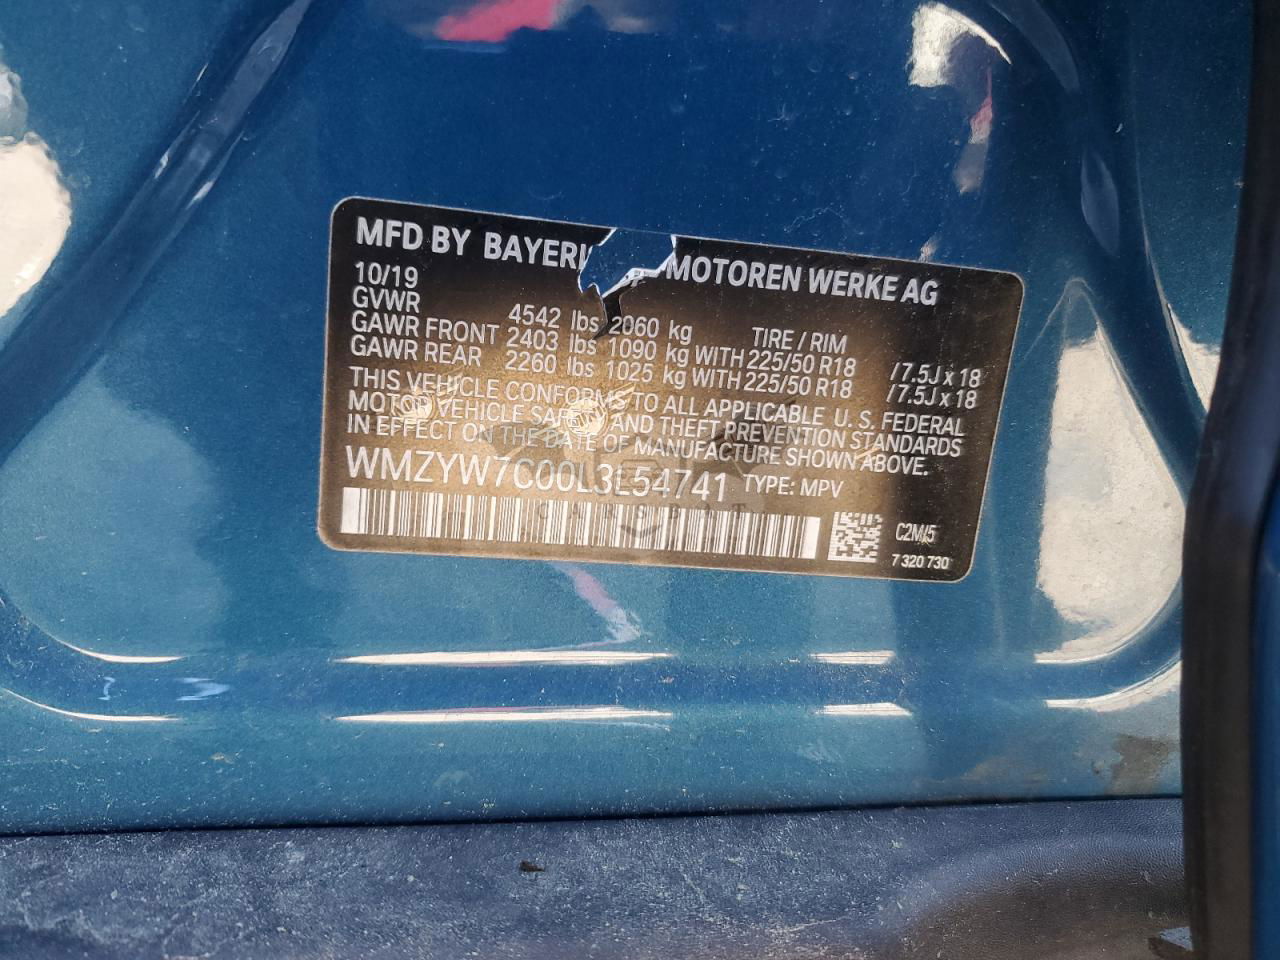 MFD BY BAYERI MOTOREN WERKE AG
10/19
GVWR 4542 lbs 2060 kg TIRE / RIM
GAWR FRONT 2403 lbs 1090 kg WITH 225/50 R18 / 7.5J x 18
GAWR REAR 2260 lbs 1025 kg WITH 225/50 R18 / 7.5J x 18
THIS VEHICLE CONFORMS TO ALL APPLICABLE U. S. FEDERAL
MOTOR VEHICLE SAFETY AND THEFT PREVENTION STANDARDS
IN EFFECT ON THE DATE OF MANUFACTURE SHOWN ABOVE.
WMZYW7C00L3L54741 TYPE: MPV
C2M/5
7 320 730